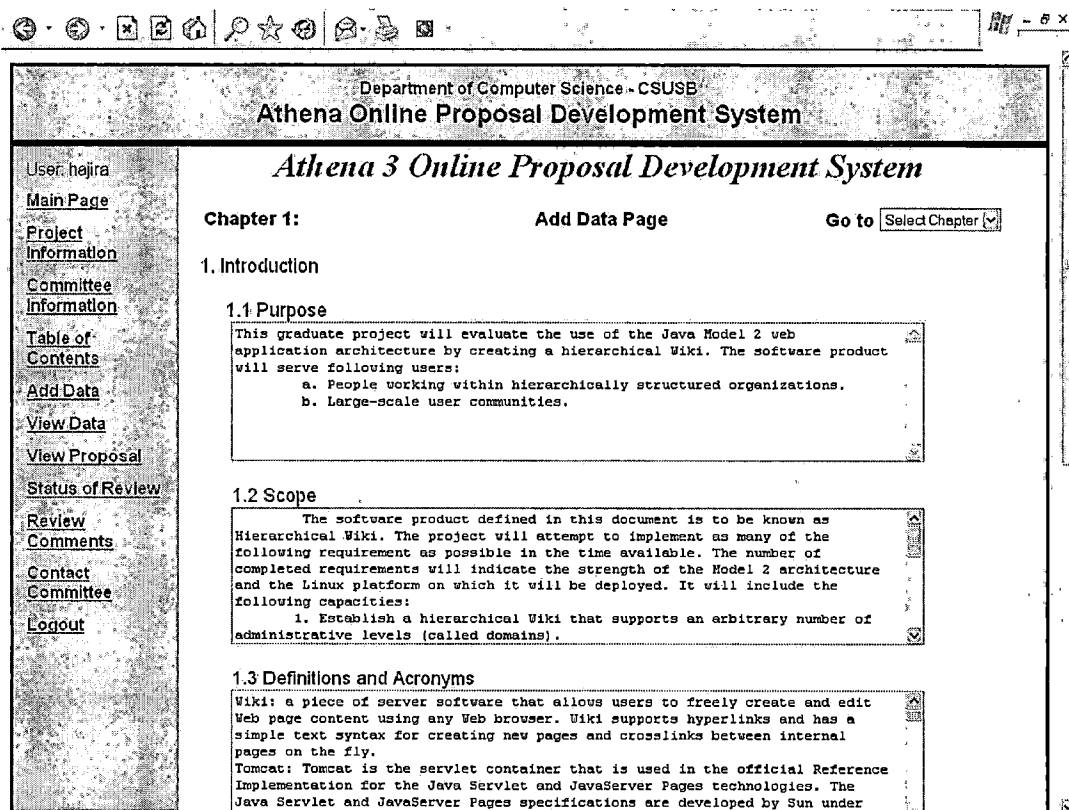 Department of Computer Science - CSUSB
Athena Online Proposal Development System
User: hajira
Main Page
Project
Information
Committee
Information
Table of
Contents
Add Data
View Data
View Proposal
Status of Review
Review
Comments
Contact
Committee
Logout
Athena 3 Online Proposal Development System
Chapter 1:
Add Data Page
Go to Select Chapter
1. Introduction
1.1 Purpose
This graduate project will evaluate the use of the Java Model 2 web
application architecture by creating a hierarchical Wiki. The software product
will serve following users:
a. People working within hierarchically structured organizations.
b. Large-scale user communities.
1.2 Scope
The software product defined in this document is to be known as
Hierarchical Wiki. The project will attempt to implement as many of the
following requirement as possible in the time available. The number of
completed requirements will indicate the strength of the Model 2 architecture
and the Linux platform on which it will be deployed. It will include the
following capacities:
1. Establish a hierarchical Wiki that supports an arbitrary number of
administrative levels (called domains).
1.3 Definitions and Acronyms
Wiki: a piece of server software that allows users to freely create and edit
Web page content using any Web browser. Wiki supports hyperlinks and has a
simple text syntax for creating new pages and crosslinks between internal
pages on the fly.
Tomcat: Tomcat is the servlet container that is used in the official Reference
Implementation for the Java Servlet and JavaServer Pages technologies. The
Java Servlet and JavaServer Pages specifications are developed by Sun under